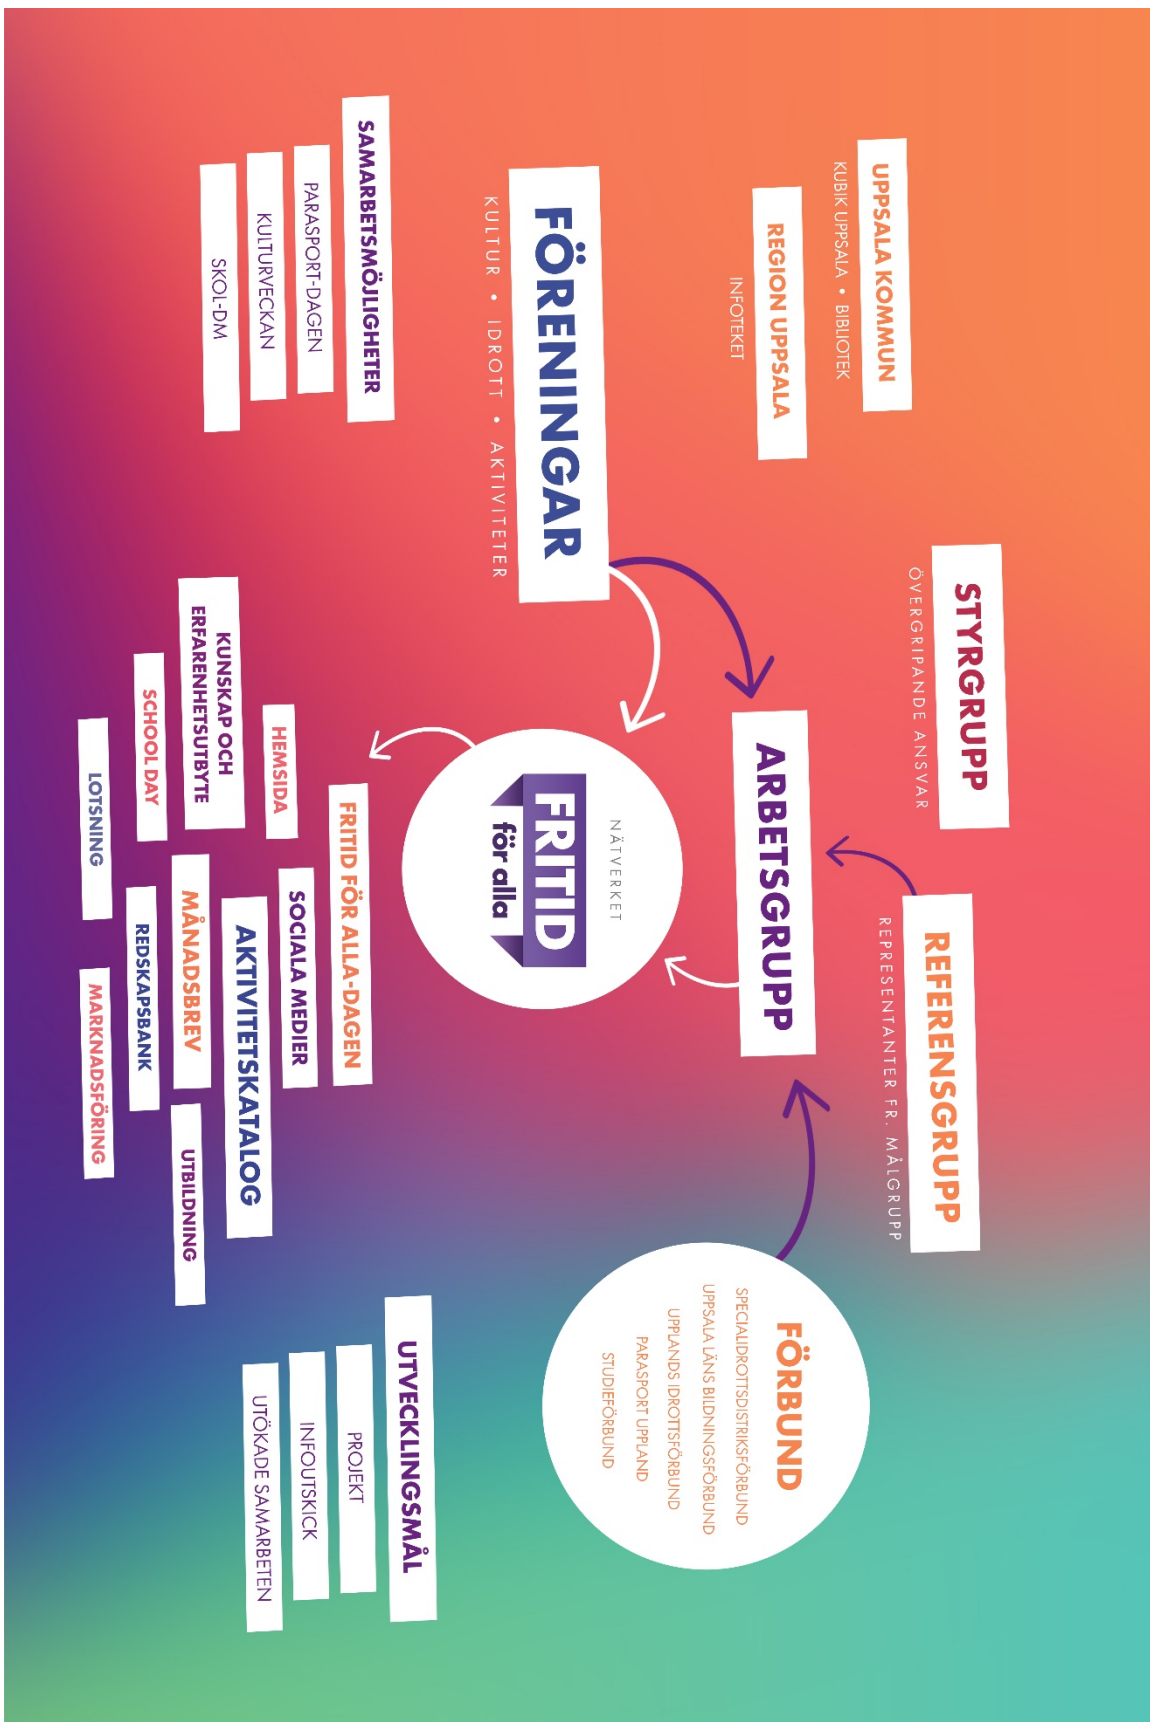 STYRGRUPP
ÖVERGRIPANDE ANSVAR
UPPSALA KOMMUN
KUBIK UPPSALA • BIBLIOTEK
REGION UPPSALA
INFOTEKET
REFERENSGRUPP
REPRESENTANTER FR. MÅLGRUPP
ARBETSGRUPP
FÖRENINGAR
KULTUR • IDROTT • AKTIVITETER
FÖRBUND
SPECIALIDROTTSDISTRIKSFÖRBUND
UPPSALA LÄNS BILDNINGSFÖRBUND
UPPLANDS IDROTTSFÖRBUND
PARASPORT UPPLAND
STUDIEFÖRBUND
NÄTVERKET
FRITID
för alla
SAMARBETSMÖJLIGHETER
PARASPORT-DAGEN
KULTURVECKAN
SKOL-DM
FRITID FÖR ALLA-DAGEN
HEMSIDA
SOCIALA MEDIER
KUNSKAP OCH
ERFARENHETSUTBYTE
AKTIVITETSKATALOG
MÅNADSBREV
UTBILDNING
SCHOOL DAY
REDSKAPSBANK
LOTSNING
MARKNADSFÖRING
UTVECKLINGSMÅL
PROJEKT
INFOUTSKICK
UTÖKADE SAMARBETEN